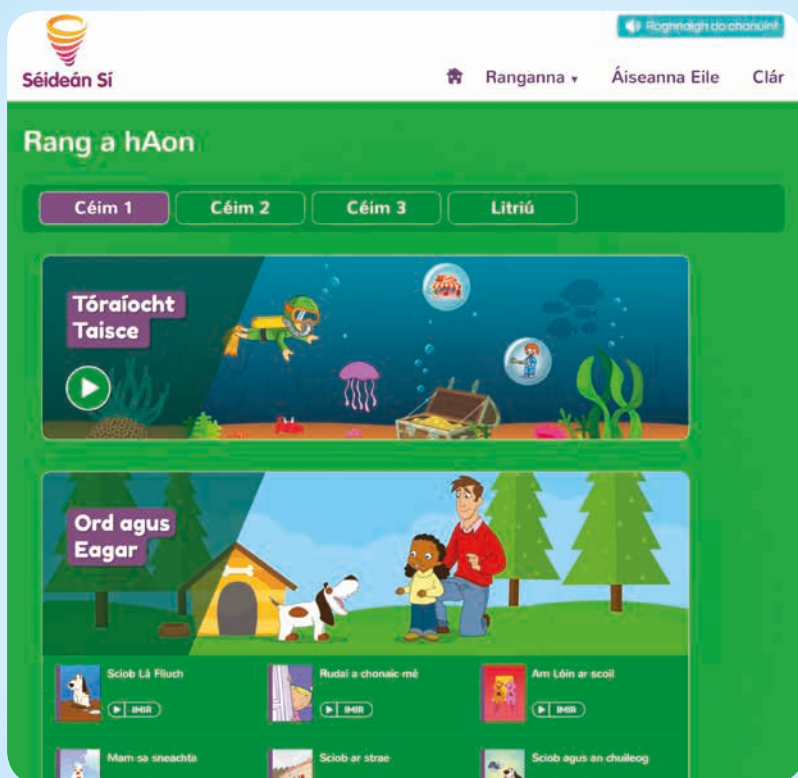 Roghnaigh do chanúint
Séideán Sí
Ranganna
Áiseanna Eile
Clár
Rang a hAon
Céim 1
Céim 2
Céim 3
Litriú
Tóraíocht
Taisce
Ord agus
Eagar
Sciob Lá Fliuch
IMIR
Rudaí a chonaic mé
IMIR
Am Lóin ar scoil
IMIR
Mam sa sneachta
Sciob ar strae
Sciob agus an chuileog